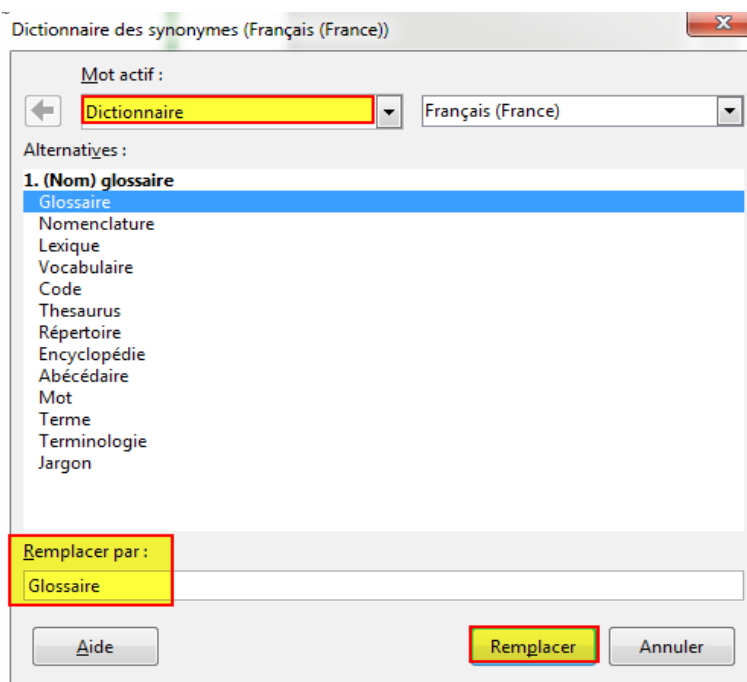 Dictionnaire des synonymes (Français (France))
Mot actif :
Dictionnaire
Français (France)
Alternatives :
1. (Nom) glossaire
Glossaire
Nomenclature
Lexique
Vocabulaire
Code
Thesaurus
Répertoire
Encyclopédie
Abécédaire
Mot
Terme
Terminologie
Jargon
Remplacer par :
Glossaire
Aide
Remplacer
Annuler